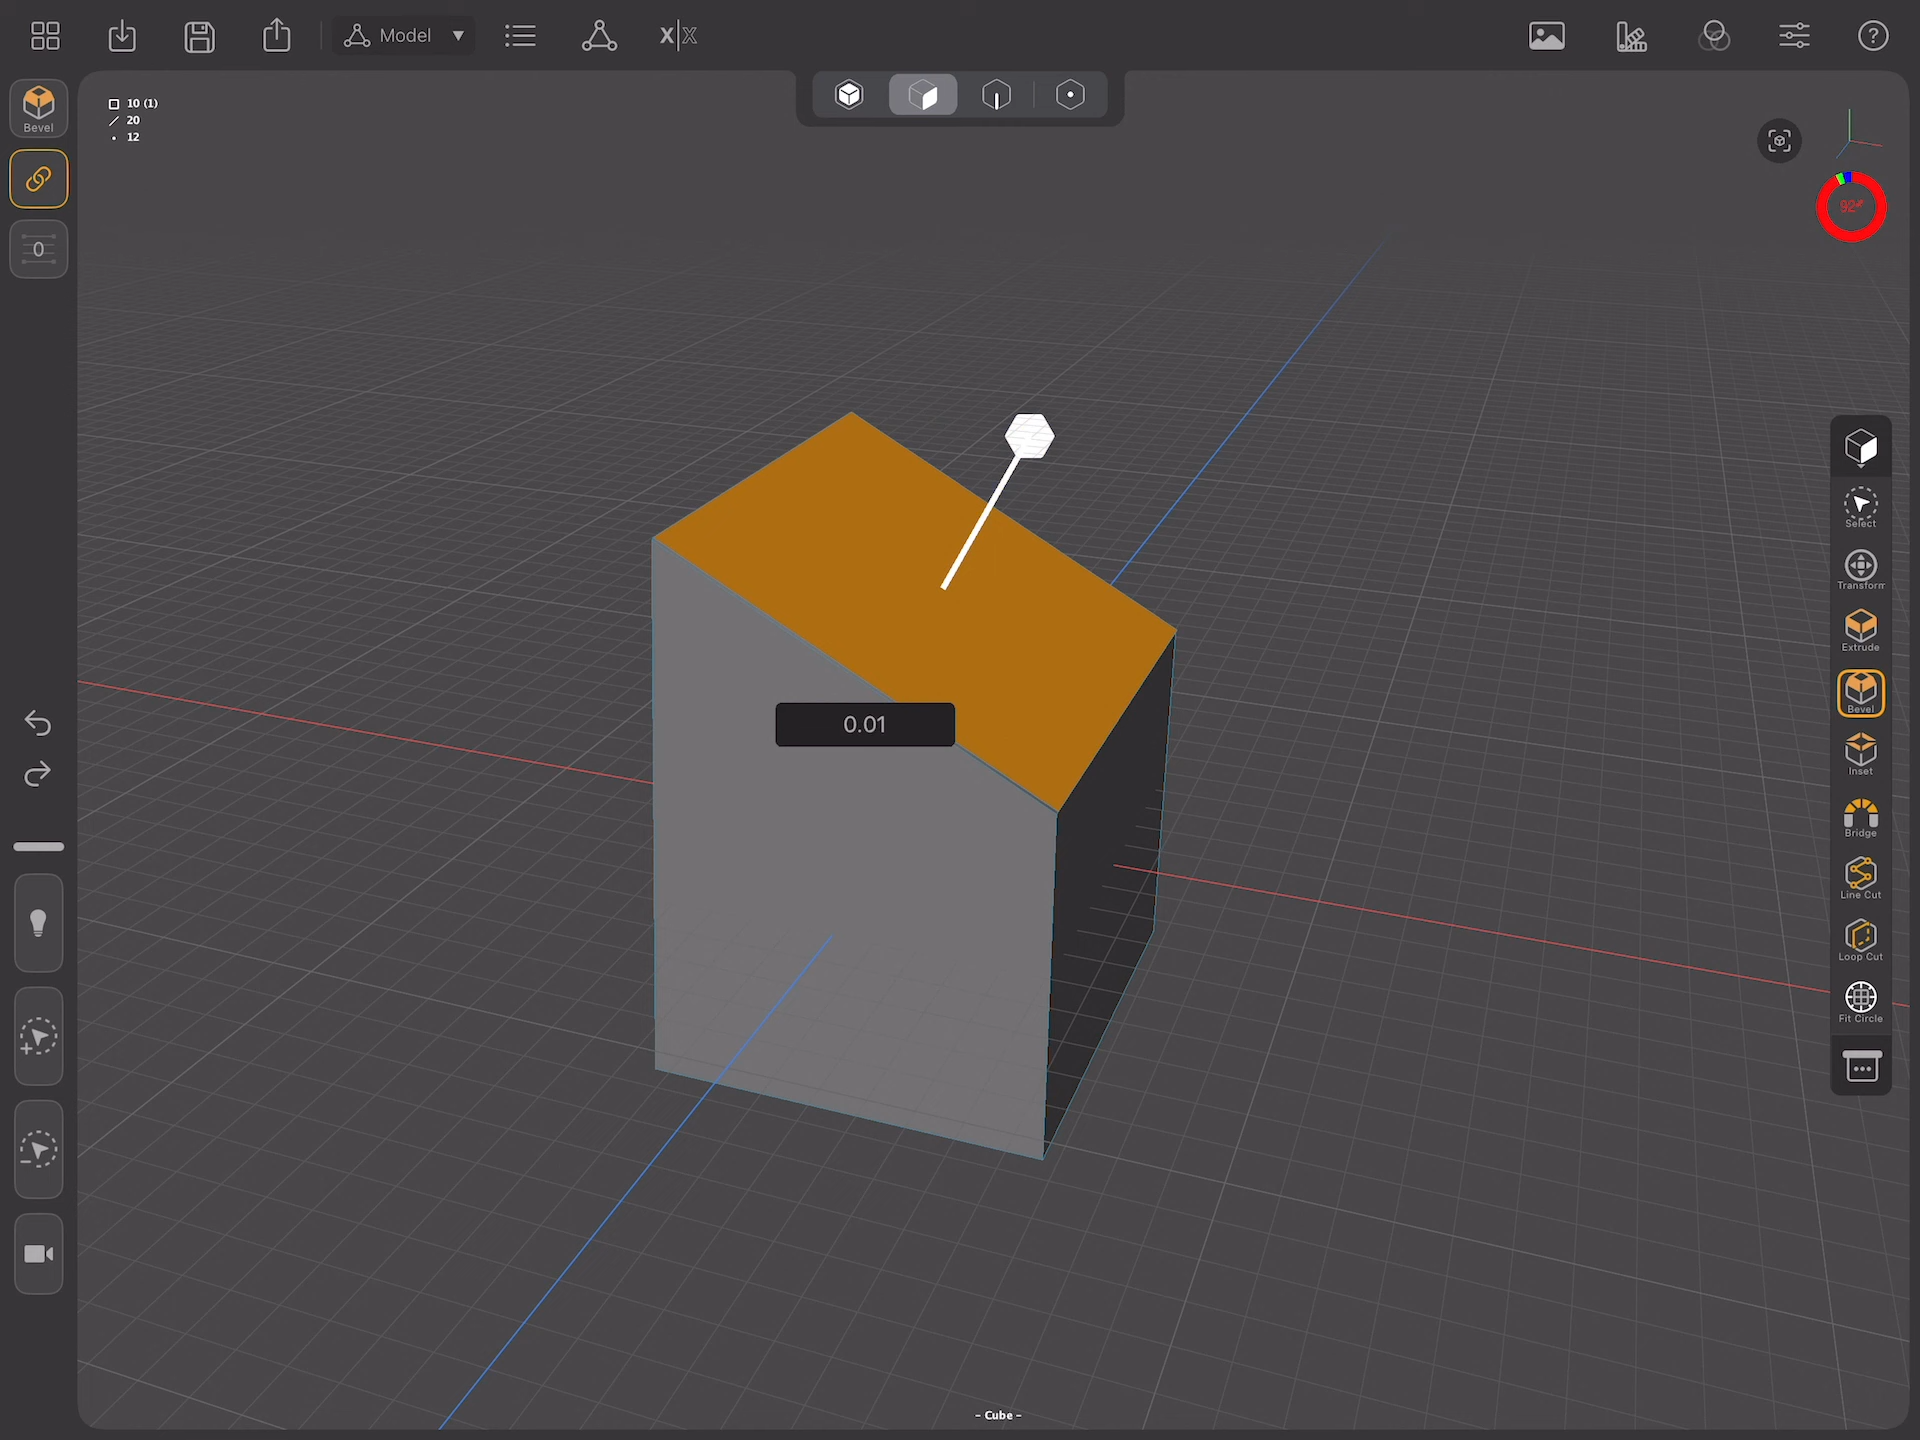 Model ▼
X|X
?
Bevel
10 (1)
20
12
0
92°
Select
Transform
Extrude
Bevel
Inset
0.01
Bridge
Line Cut
Loop Cut
Fit Circle
- Cube -